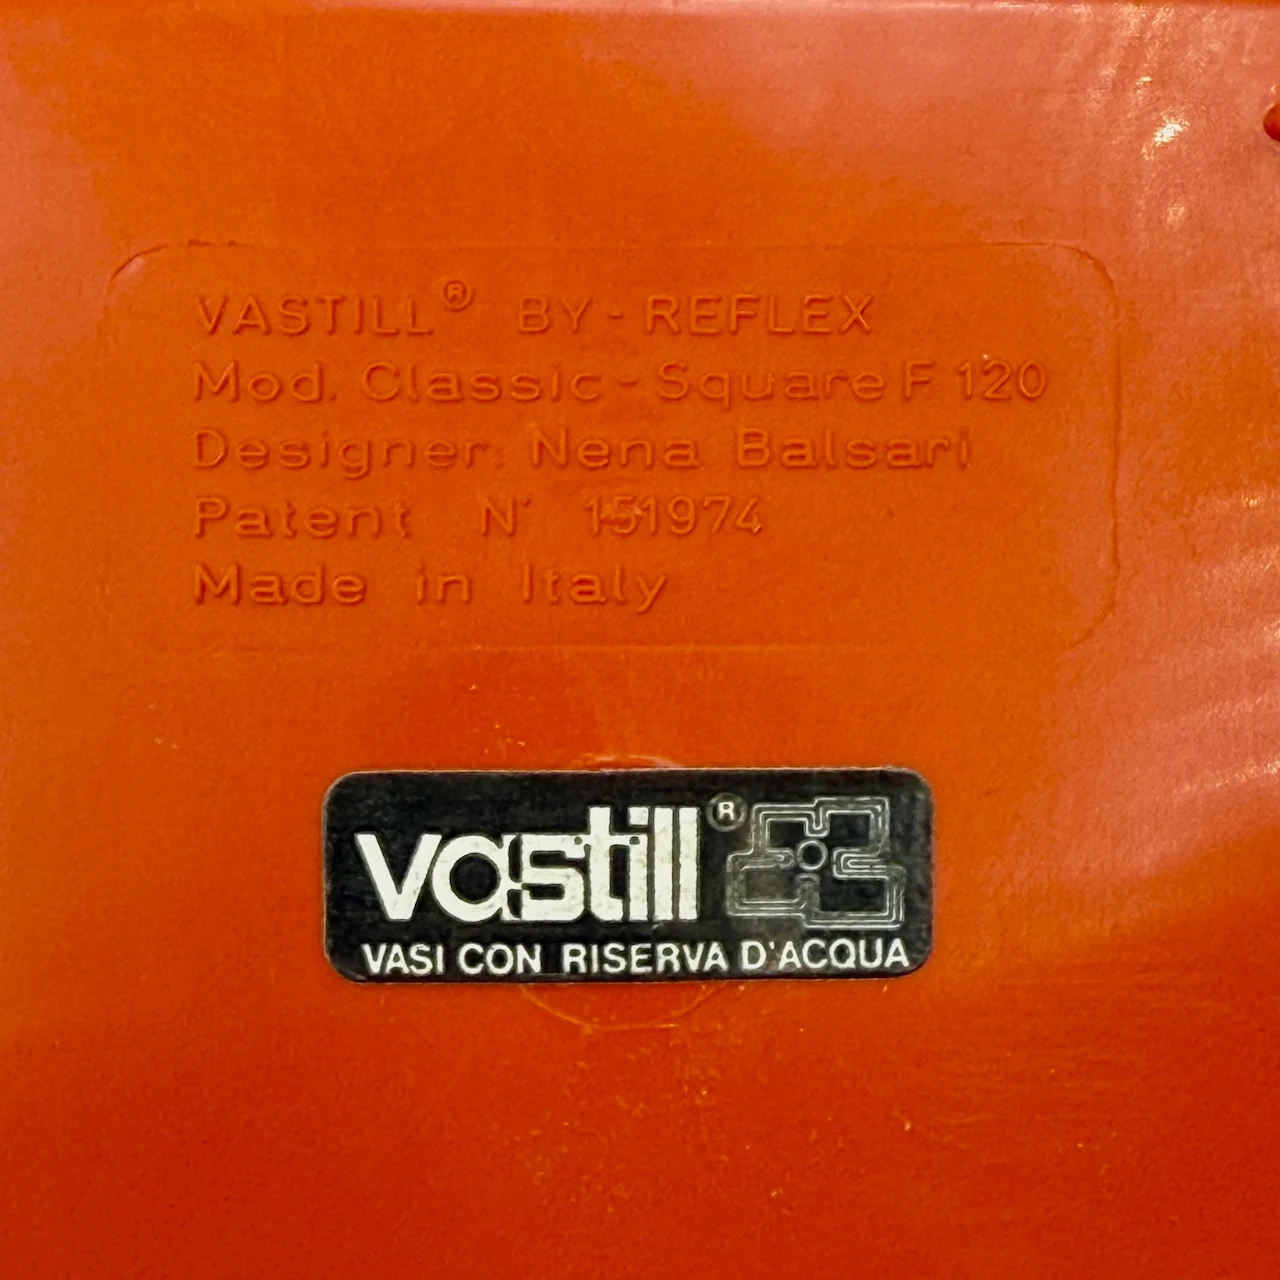 VASTILL® BY-REFLEX
Mod. Classic-Square F 120
Designer: Nena Balsari
Patent N° 151974
Made in Italy
vastill®
VASI CON RISERVA D'ACQUA